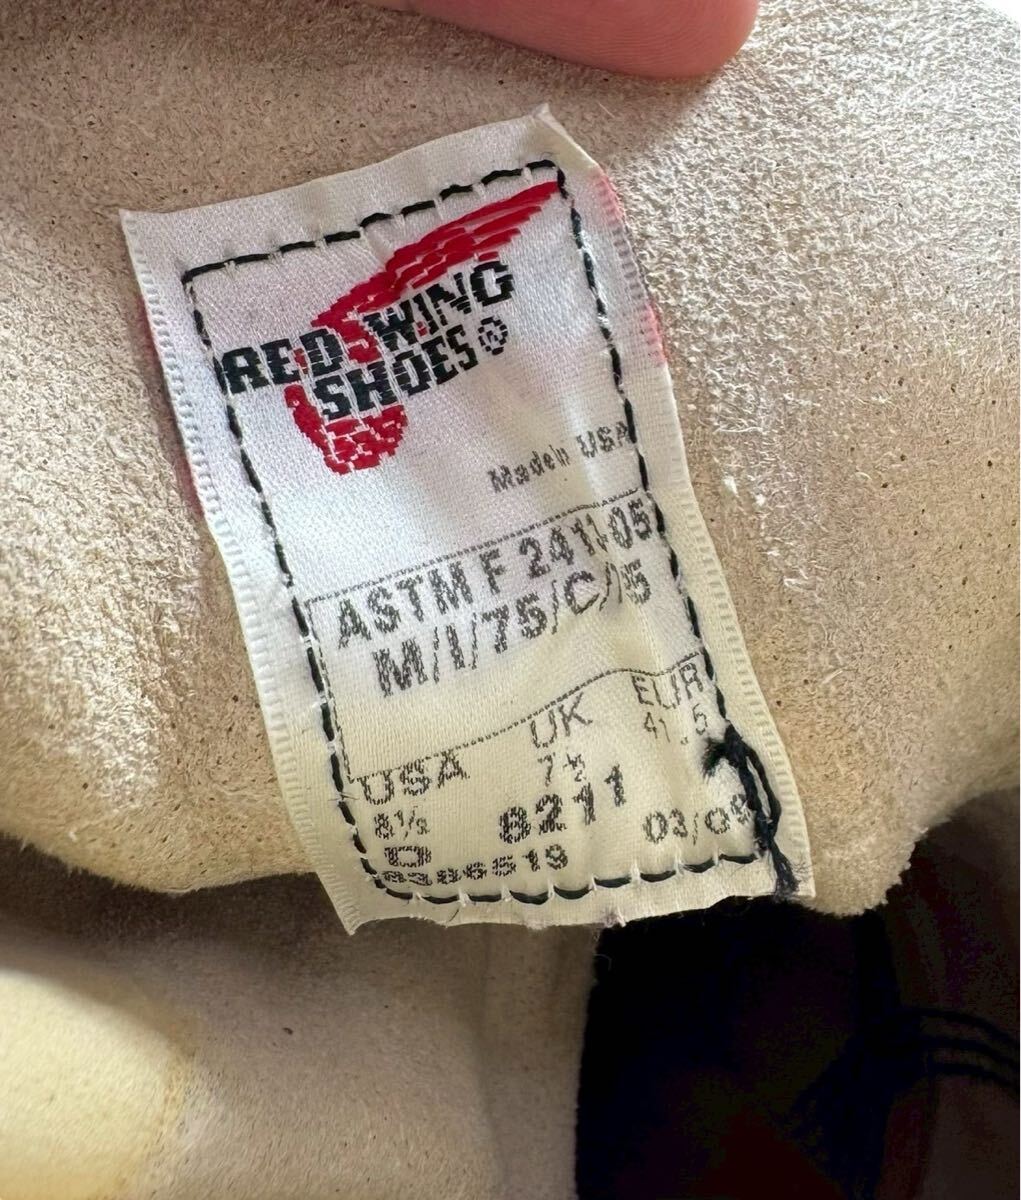 RED WING
SHOES®
Made in USA
ASTM F 2413-05
M/I/75/C/75
USA UK EUR
8½ 7½ 41.5
D 8211 03/09